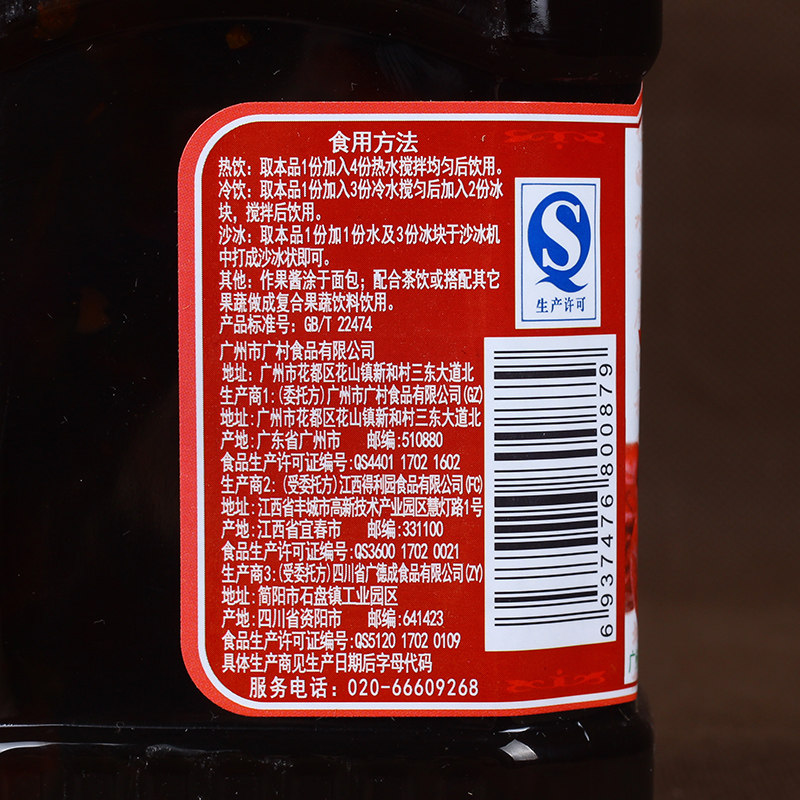 食用方法
热饮：取本品1份加入4份热水搅拌均匀后饮用。
冷饮：取本品1份加入3份冷水搅匀后加入2份冰
块，搅拌后饮用。
沙冰：取本品1份加1份水及3份冰块于沙冰机
中打成沙冰状即可。
其他：作果酱涂于面包；配合茶饮或搭配其它
果蔬做成复合果蔬饮料饮用。
产品标准号：GB/T 22474
广州市广村食品有限公司
地址：广州市花都区花山镇新和村三东大道北
生产商1：(委托方)广州市广村食品有限公司(GZ)
地址：广州市花都区花山镇新和村三东大道北
产地：广东省广州市 邮编：510880
食品生产许可证编号：QS4401 1702 1602
生产商2：(受委托方)江西得利园食品有限公司(FC)
地址：江西省丰城市高新技术产业园区慧灯路1号
产地：江西省宜春市 邮编：331100
食品生产许可证编号：QS3600 1702 0021
生产商3：(受委托方)四川省广德成食品有限公司(ZY)
地址：简阳市石盘镇工业园区
产地：四川省资阳市 邮编：641423
食品生产许可证编号：QS5120 1702 0109
具体生产商见生产日期后字母代码
服务电话：020-66609268
S
生产许可
6 937476 800879